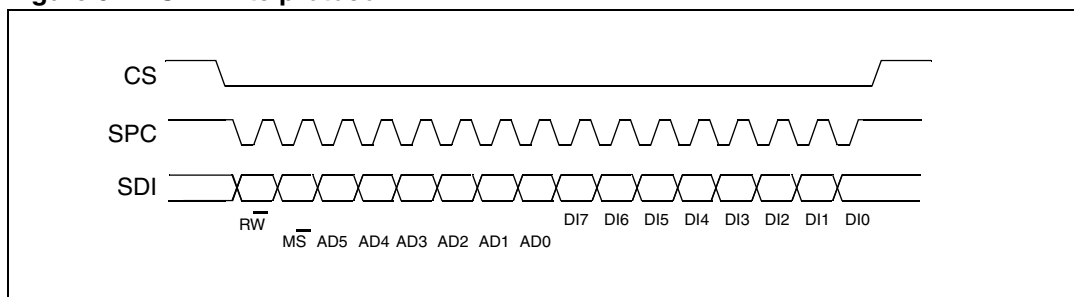 CS
SPC
SDI
RW̅ DI7 DI6 DI5 DI4 DI3 DI2 DI1 DI0
MS̅ AD5 AD4 AD3 AD2 AD1 AD0